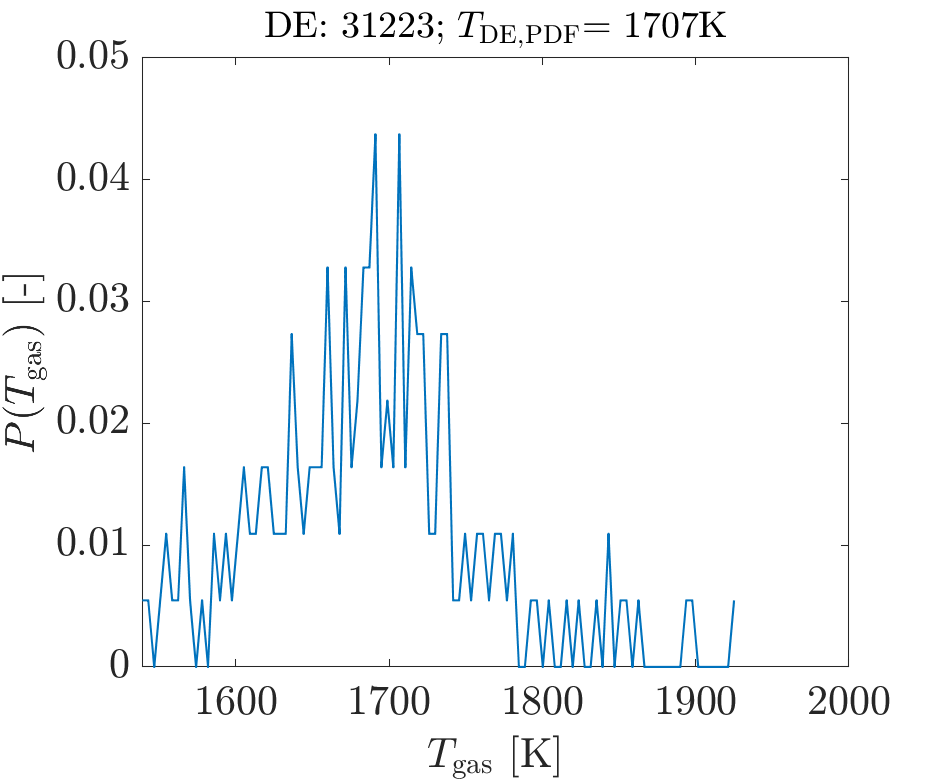 DE: 31223; T_DE,PDF= 1707K
0.05
0.04
0.03
0.02
0.01
0
P(T_gas) [-]
1600 1700 1800 1900 2000
T_gas [K]